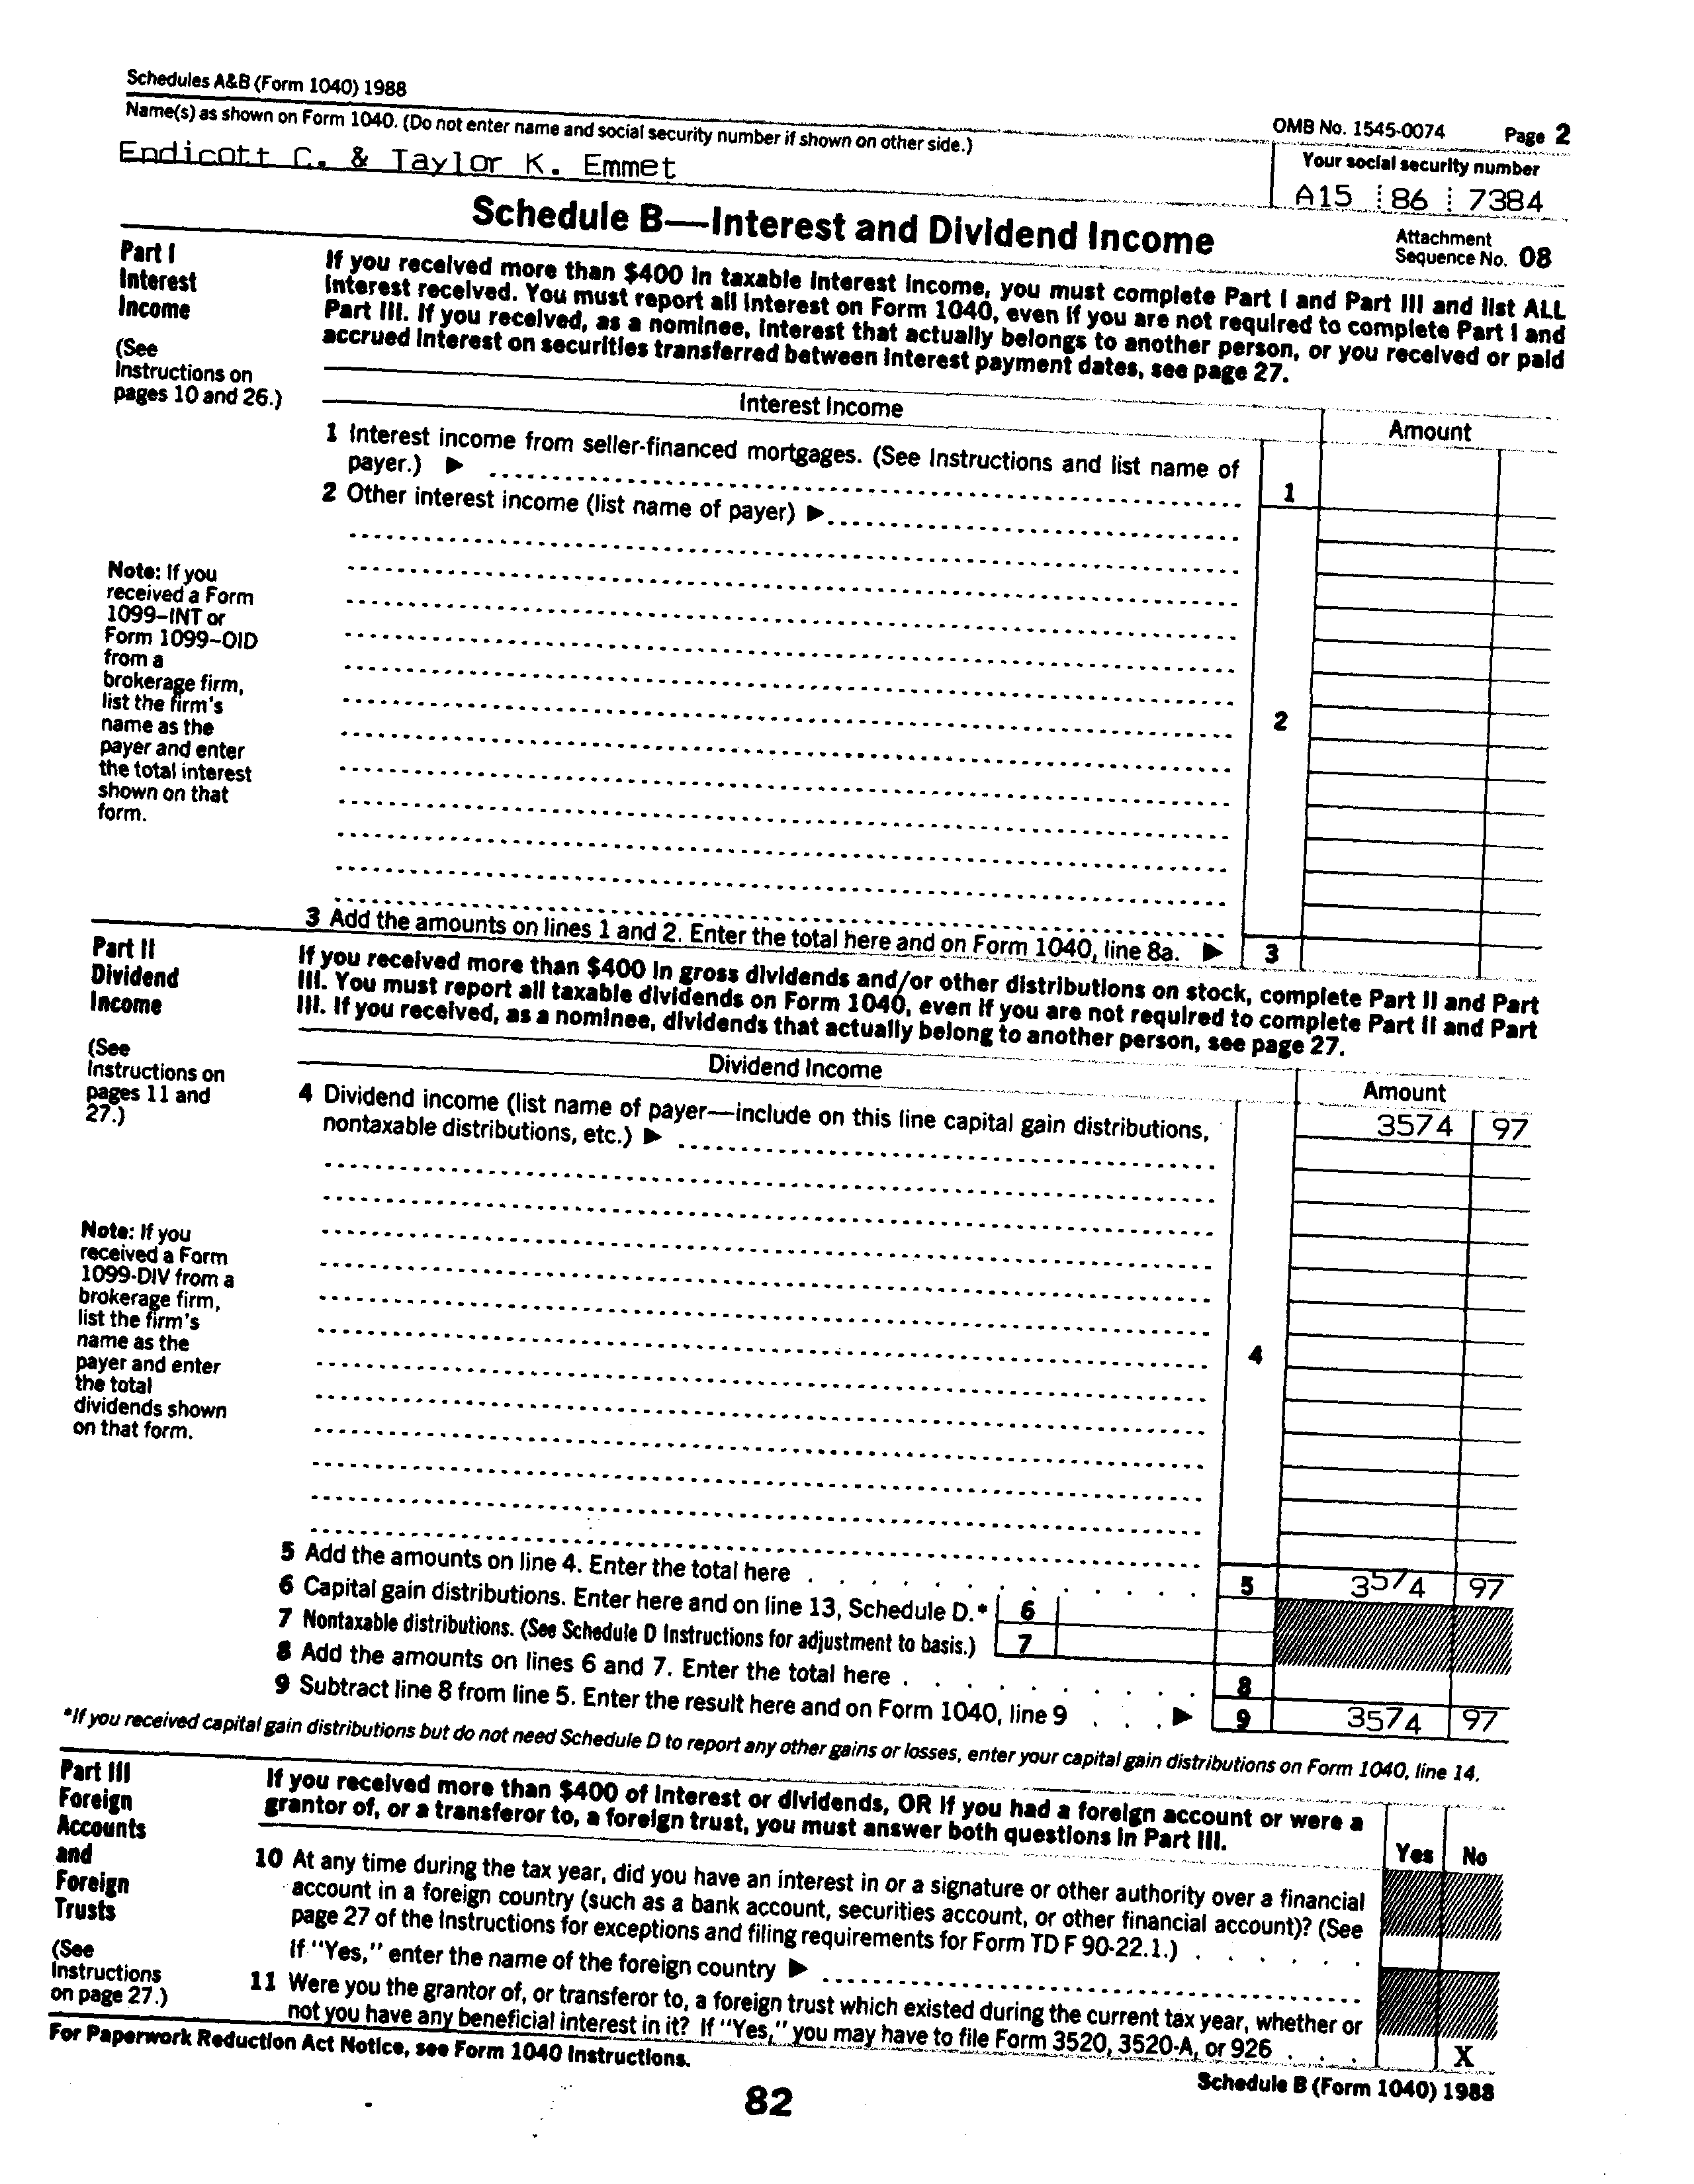 Schedules A&B (Form 1040) 1988
OMB No. 1545-0074 Page 2
Name(s) as shown on Form 1040. (Do not enter name and social security number if shown on other side.)
Your social security number
Endicott C. & Taylor K. Emmet
A15 86 7384
Schedule B—Interest and Dividend Income
Attachment
Sequence No. 08
Part I
Interest
Income
(See
Instructions on
pages 10 and 26.)
If you received more than $400 in taxable interest income, you must complete Part I and Part III and list ALL
interest received. You must report all interest on Form 1040, even if you are not required to complete Part I and
Part III. If you received, as a nominee, interest that actually belongs to another person, or you received or paid
accrued interest on securities transferred between interest payment dates, see page 27.
Interest Income
Amount
1 Interest income from seller-financed mortgages. (See Instructions and list name of
payer.) ▶
1
2 Other interest income (list name of payer) ▶
Note: If you
received a Form
1099–INT or
Form 1099–OID
from a
brokerage firm,
list the firm's
name as the
payer and enter
the total interest
shown on that
form.
2
3 Add the amounts on lines 1 and 2. Enter the total here and on Form 1040, line 8a. ▶ 3
Part II
Dividend
Income
(See
Instructions on
pages 11 and
27.)
If you received more than $400 in gross dividends and/or other distributions on stock, complete Part II and Part
III. You must report all taxable dividends on Form 1040, even if you are not required to complete Part II and Part
III. If you received, as a nominee, dividends that actually belong to another person, see page 27.
Dividend Income
Amount
4 Dividend income (list name of payer—include on this line capital gain distributions,
nontaxable distributions, etc.) ▶
3574 97
Note: If you
received a Form
1099-DIV from a
brokerage firm,
list the firm's
name as the
payer and enter
the total
dividends shown
on that form.
4
5 Add the amounts on line 4. Enter the total here . . . . . . . . . . . . 5 3574 97
6 Capital gain distributions. Enter here and on line 13, Schedule D.* 6
7 Nontaxable distributions. (See Schedule D Instructions for adjustment to basis.) 7
8 Add the amounts on lines 6 and 7. Enter the total here . . . . . . . . . . 8
9 Subtract line 8 from line 5. Enter the result here and on Form 1040, line 9 . . . ▶ 9 3574 97
*If you received capital gain distributions but do not need Schedule D to report any other gains or losses, enter your capital gain distributions on Form 1040, line 14.
Part III
Foreign
Accounts
and
Foreign
Trusts
(See
Instructions
on page 27.)
If you received more than $400 of interest or dividends, OR if you had a foreign account or were a
grantor of, or a transferor to, a foreign trust, you must answer both questions in Part III.
Yes No
10 At any time during the tax year, did you have an interest in or a signature or other authority over a financial
account in a foreign country (such as a bank account, securities account, or other financial account)? (See
page 27 of the Instructions for exceptions and filing requirements for Form TD F 90-22.1.) . . . . . .
If "Yes," enter the name of the foreign country ▶
11 Were you the grantor of, or transferor to, a foreign trust which existed during the current tax year, whether or
not you have any beneficial interest in it? If "Yes," you may have to file Form 3520, 3520-A, or 926 . . . X
For Paperwork Reduction Act Notice, see Form 1040 Instructions.
Schedule B (Form 1040) 1988
82